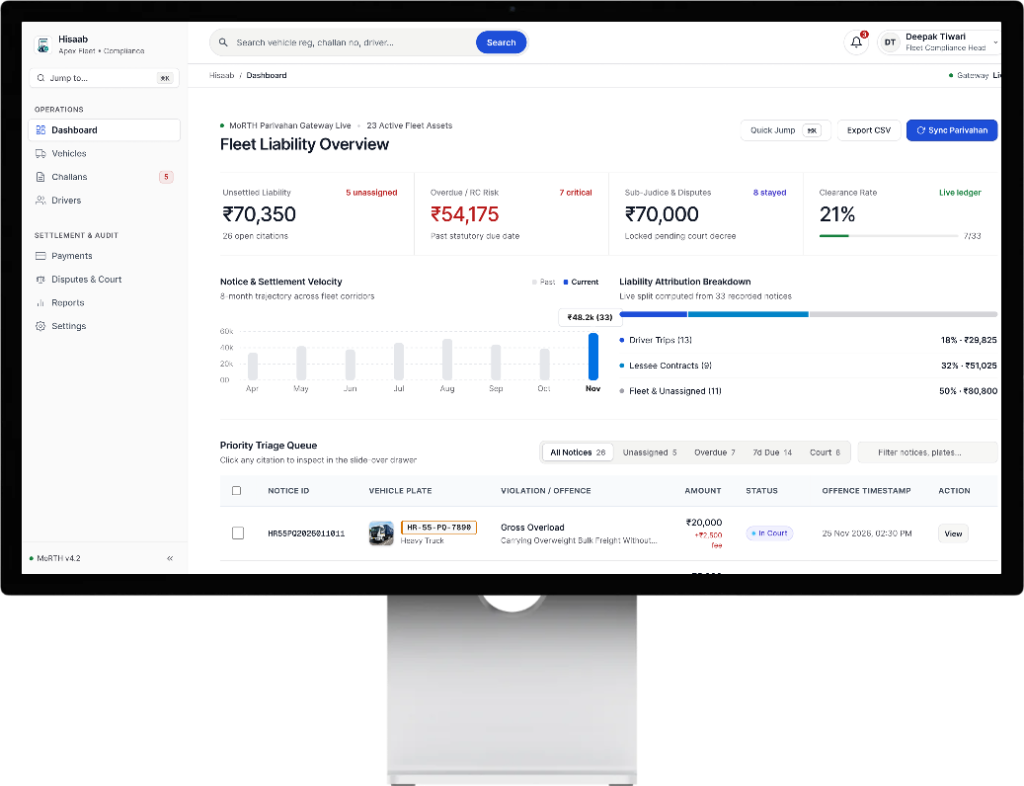 Hisaab
Apex Fleet • Compliance
Search vehicle reg, challan no, driver...
Search
3
DT
Deepak Tiwari
Fleet Compliance Head
Jump to...
⌘K
Hisaab / Dashboard
Gateway
OPERATIONS
Dashboard
Vehicles
Challans
5
Drivers
SETTLEMENT & AUDIT
Payments
Disputes & Court
Reports
Settings
MoRTH v4.2
«
MoRTH Parivahan Gateway Live • 23 Active Fleet Assets
Fleet Liability Overview
Quick Jump ⌘K
Export CSV
Sync Parivahan
Unsettled Liability
5 unassigned
₹70,350
26 open citations
Overdue / RC Risk
7 critical
₹54,175
Past statutory due date
Sub-Judice & Disputes
8 stayed
₹70,000
Locked pending court decree
Clearance Rate
Live ledger
21%
7/33
Notice & Settlement Velocity
8-month trajectory across fleet corridors
Past
Current
₹48.2k (33)
60k
40k
20k
00
Apr May Jun Jul Aug Sep Oct Nov
Liability Attribution Breakdown
Live split computed from 33 recorded notices
Driver Trips (13)
18% · ₹29,825
Lessee Contracts (9)
32% · ₹51,025
Fleet & Unassigned (11)
50% · ₹80,800
Priority Triage Queue
Click any citation to inspect in the slide-over drawer
All Notices 26
Unassigned 5
Overdue 7
7d Due 14
Court 6
Filter notices, plates...
NOTICE ID VEHICLE PLATE VIOLATION / OFFENCE AMOUNT STATUS OFFENCE TIMESTAMP ACTION
HR55PQ2026011011
HR-55-PQ-7890
Heavy Truck
Gross Overload
Carrying Overweight Bulk Freight Without...
₹20,000
+₹2,500
fee
In Court
25 Nov 2026, 02:30 PM
View